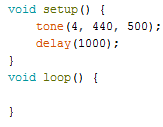 void setup() {
    tone(4, 440, 500);
    delay(1000);
}
void loop() {

}